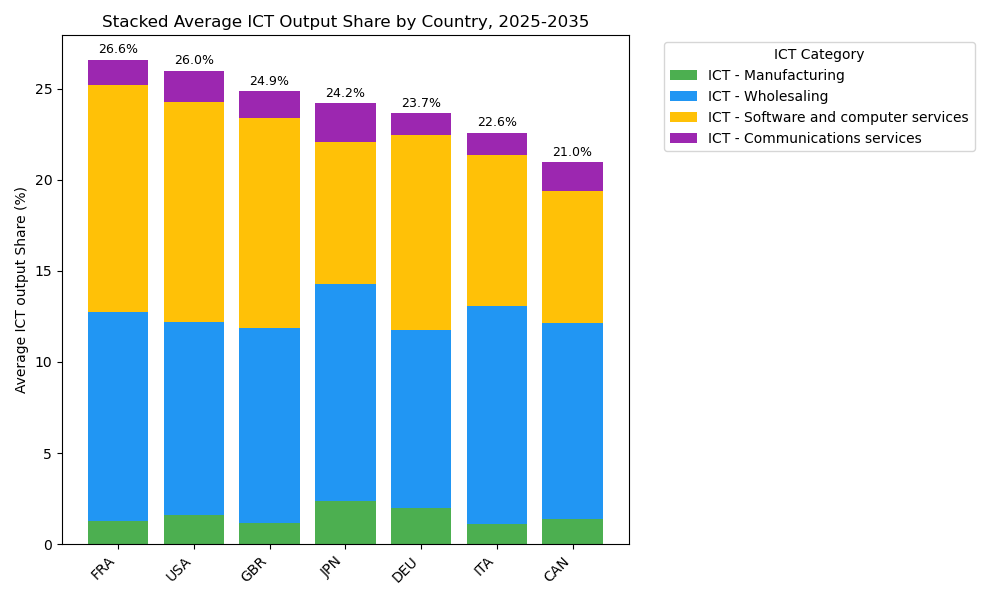 Stacked Average ICT Output Share by Country, 2025-2035
Average ICT output Share (%)
25
20
15
10
5
0
26.6%
26.0%
24.9%
24.2%
23.7%
22.6%
21.0%
FRA
USA
GBR
JPN
DEU
ITA
CAN
ICT Category
ICT - Manufacturing
ICT - Wholesaling
ICT - Software and computer services
ICT - Communications services